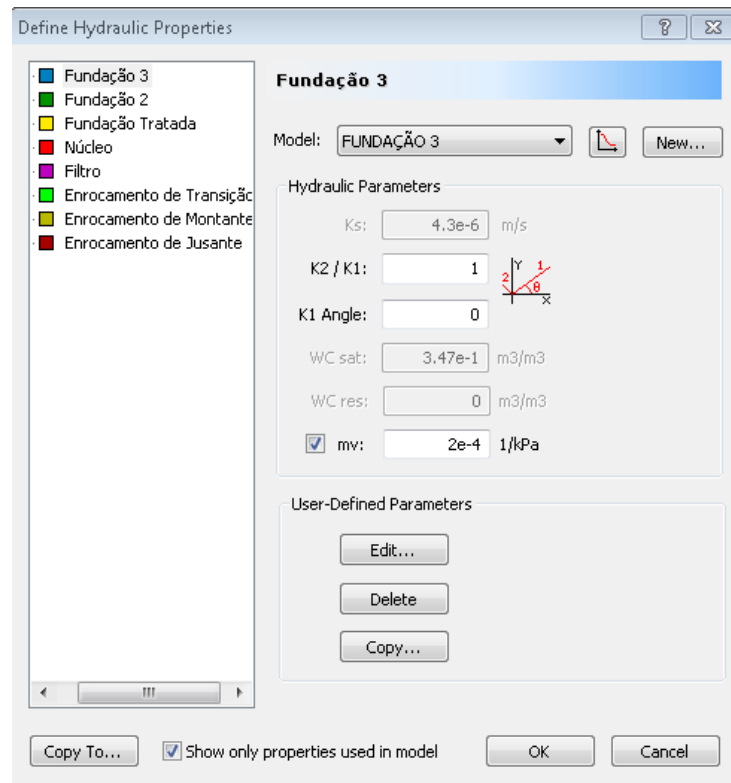 Define Hydraulic Properties
Fundação 3
Fundação 2
Fundação Tratada
Núcleo
Filtro
Enrocamento de Transiçãc
Enrocamento de Montante
Enrocamento de Jusante
Fundação 3
Model: FUNDAÇÃO 3 New...
Hydraulic Parameters
Ks: 4.3e-6 m/s
K2 / K1: 1
K1 Angle: 0
Y 1 2 θ X
WC sat: 3.47e-1 m3/m3
WC res: 0 m3/m3
mv: 2e-4 1/kPa
User-Defined Parameters
Edit...
Delete
Copy...
Copy To... Show only properties used in model OK Cancel